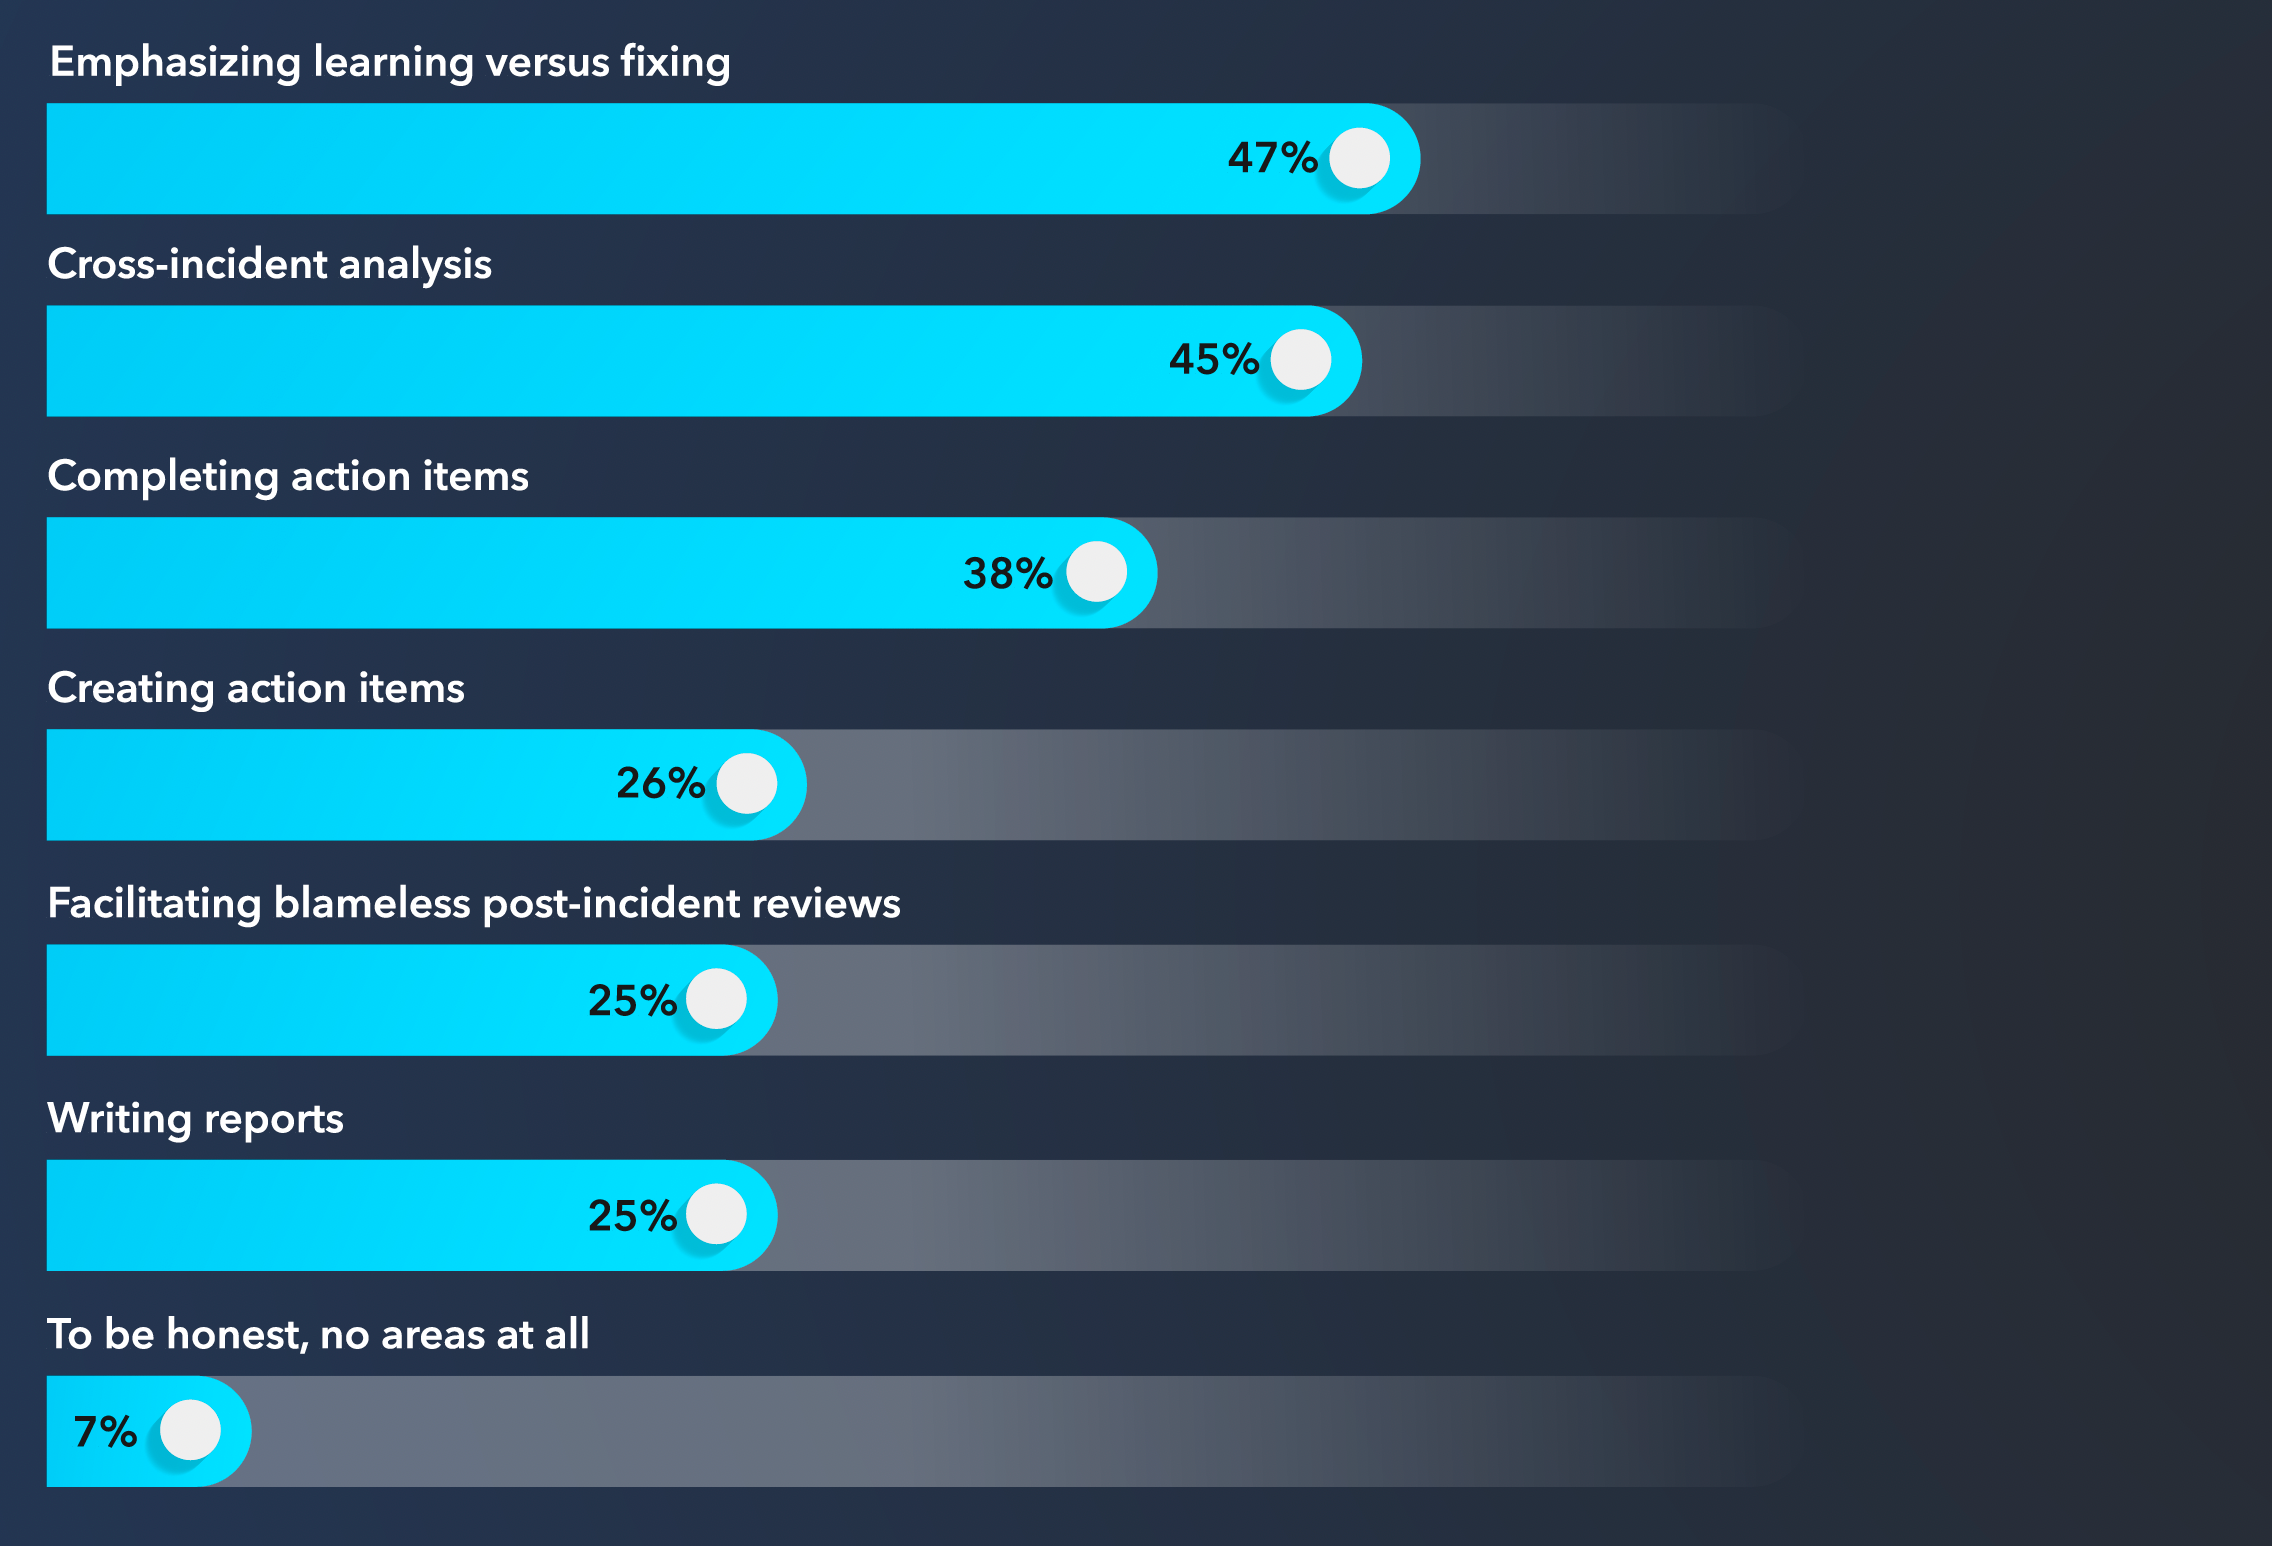 Emphasizing learning versus fixing
47%
Cross-incident analysis
45%
Completing action items
38%
Creating action items
26%
Facilitating blameless post-incident reviews
25%
Writing reports
25%
To be honest, no areas at all
7%